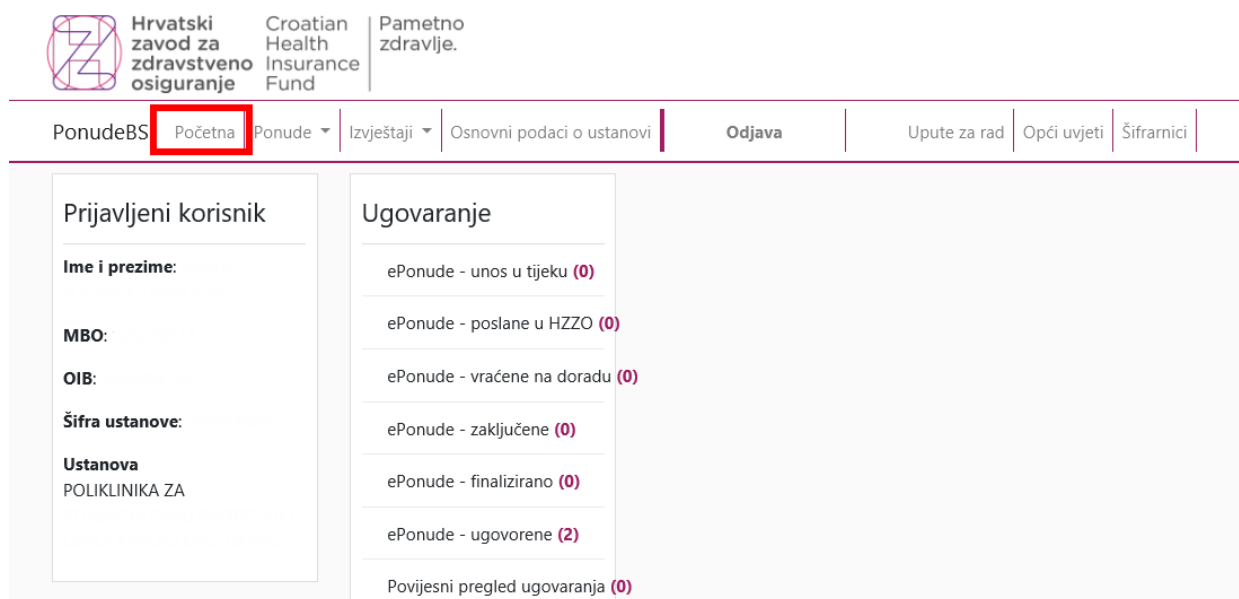 Hrvatski
zavod za
zdravstveno
osiguranje
Croatian
Health
Insurance
Fund
Pametno
zdravlje.
PonudeBS Početna Ponude Izvještaji Osnovni podaci o ustanovi Odjava Upute za rad Opći uvjeti Šifrarnici
Prijavljeni korisnik
Ime i prezime:
MBO:
OIB:
Šifra ustanove:
Ustanova
POLIKLINIKA ZA
Ugovaranje
ePonude - unos u tijeku (0)
ePonude - poslane u HZZO (0)
ePonude - vraćene na doradu (0)
ePonude - zaključene (0)
ePonude - finalizirano (0)
ePonude - ugovorene (2)
Povijesni pregled ugovaranja (0)